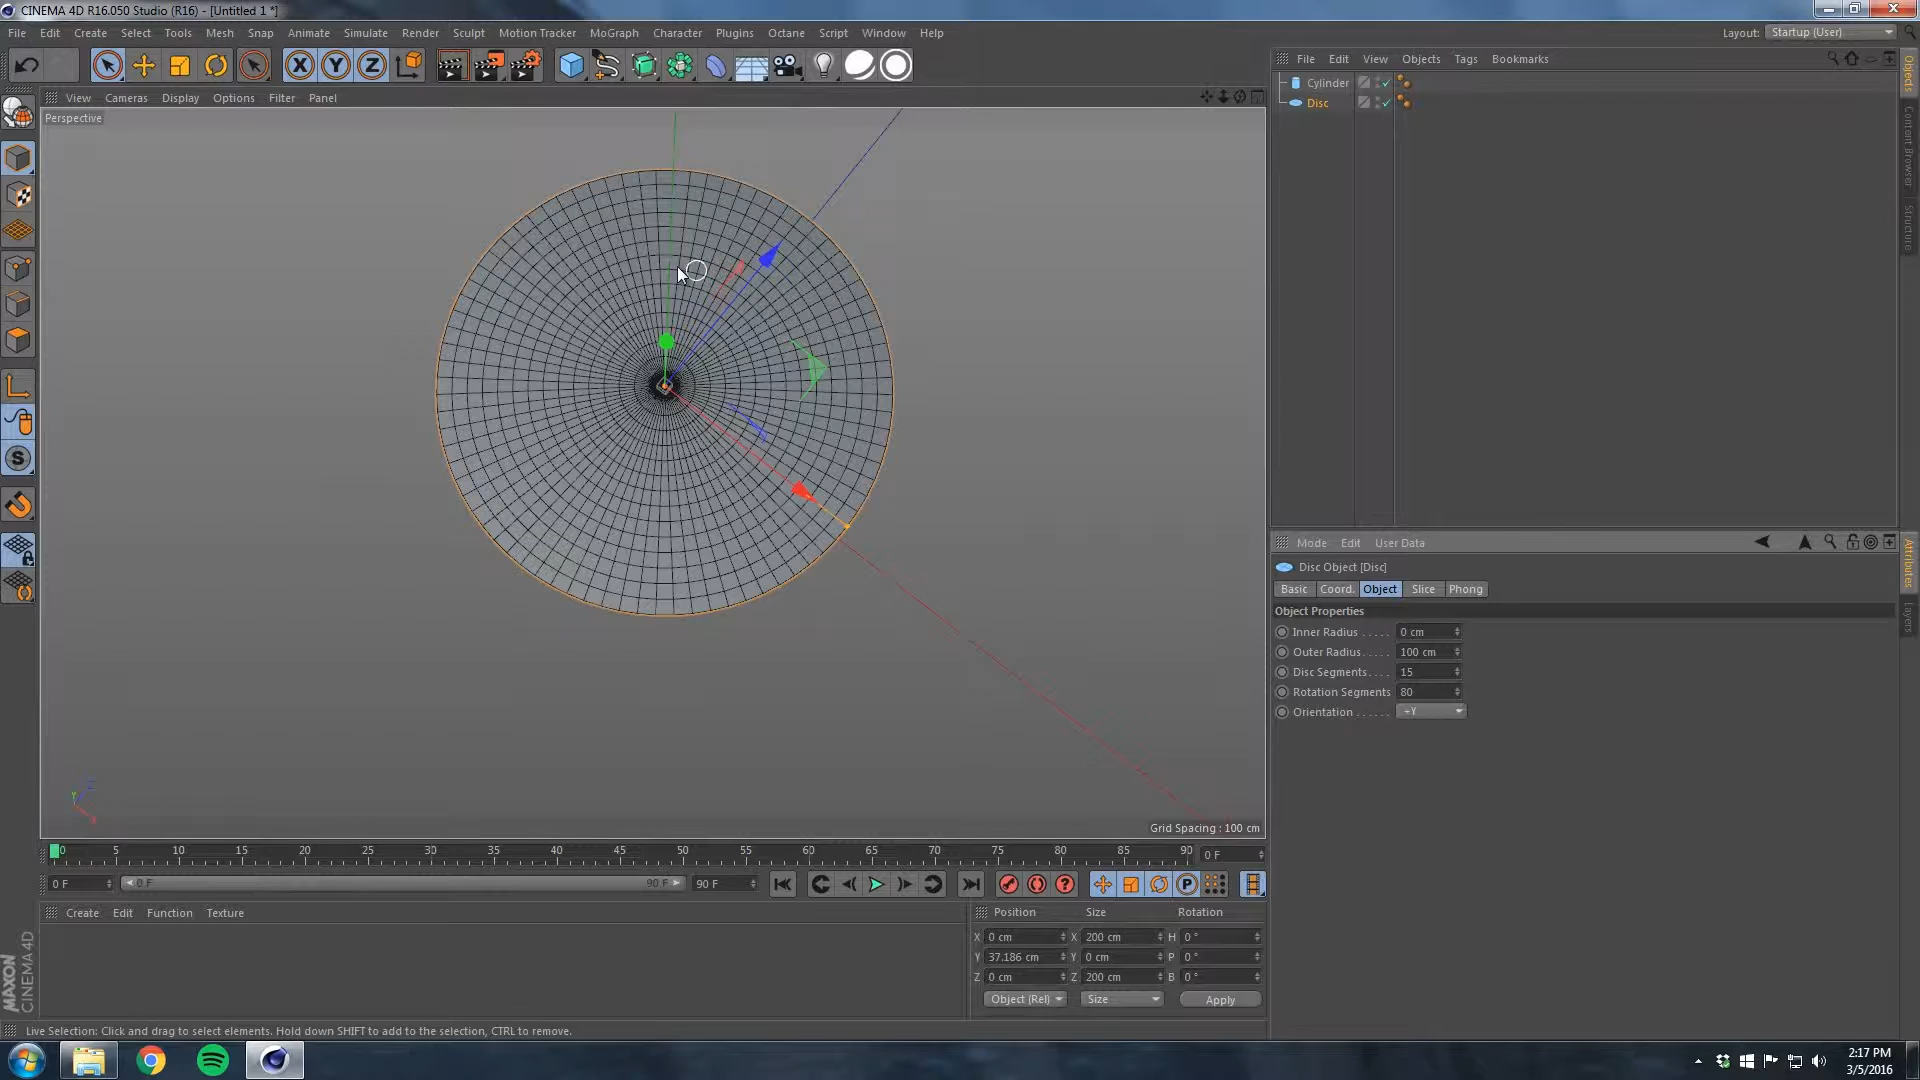 CINEMA 4D R16.050 Studio (R16) - [Untitled 1 *]
File Edit Create Select Tools Mesh Snap Animate Simulate Render Sculpt Motion Tracker MoGraph Character Plugins Octane Script Window Help
Layout: Startup (User)
File Edit View Objects Tags Bookmarks
View Cameras Display Options Filter Panel
Perspective
Cylinder
Disc
Objects
Content Browser
Structure
Mode Edit User Data
Disc Object [Disc]
Basic Coord. Object Slice Phong
Object Properties
Inner Radius 0 cm
Outer Radius 100 cm
Disc Segments 15
Rotation Segments 80
Orientation +Y
Attributes
Layers
Y Z X
Grid Spacing : 100 cm
0 5 10 15 20 25 30 35 40 45 50 55 60 65 70 75 80 85 90 0 F
0 F 0 F 90 F 90 F
Create Edit Function Texture
Position Size Rotation
X 0 cm X 200 cm H 0 °
Y 37.186 cm Y 0 cm P 0 °
Z 0 cm Z 200 cm B 0 °
Object (Rel) Size Apply
MAXON
CINEMA 4D
Live Selection: Click and drag to select elements. Hold down SHIFT to add to the selection, CTRL to remove.
2:17 PM
3/5/2016